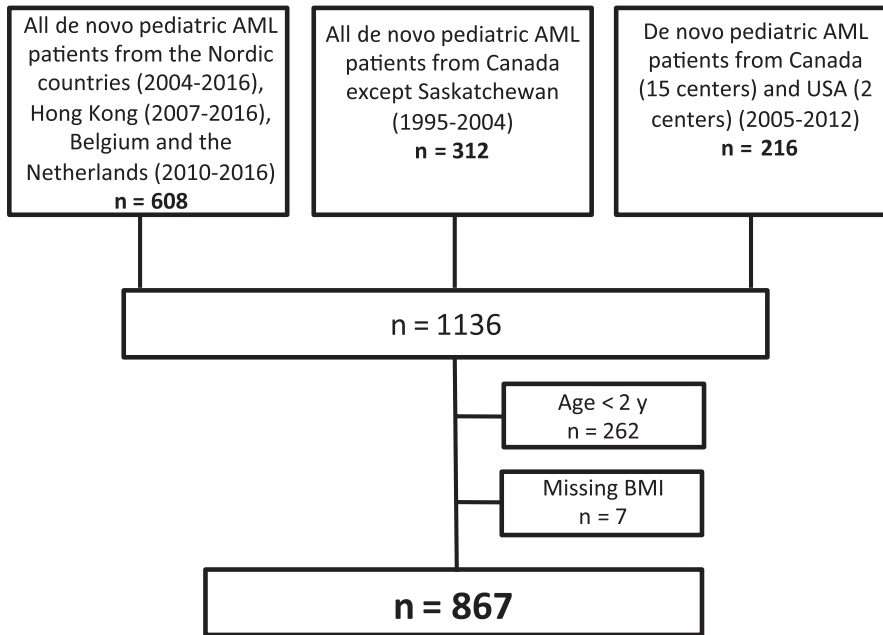 All de novo pediatric AML
patients from the Nordic
countries (2004-2016),
Hong Kong (2007-2016),
Belgium and the
Netherlands (2010-2016)
n = 608
All de novo pediatric AML
patients from Canada
except Saskatchewan
(1995-2004)
n = 312
De novo pediatric AML
patients from Canada
(15 centers) and USA (2
centers) (2005-2012)
n = 216
n = 1136
Age < 2 y
n = 262
Missing BMI
n = 7
n = 867